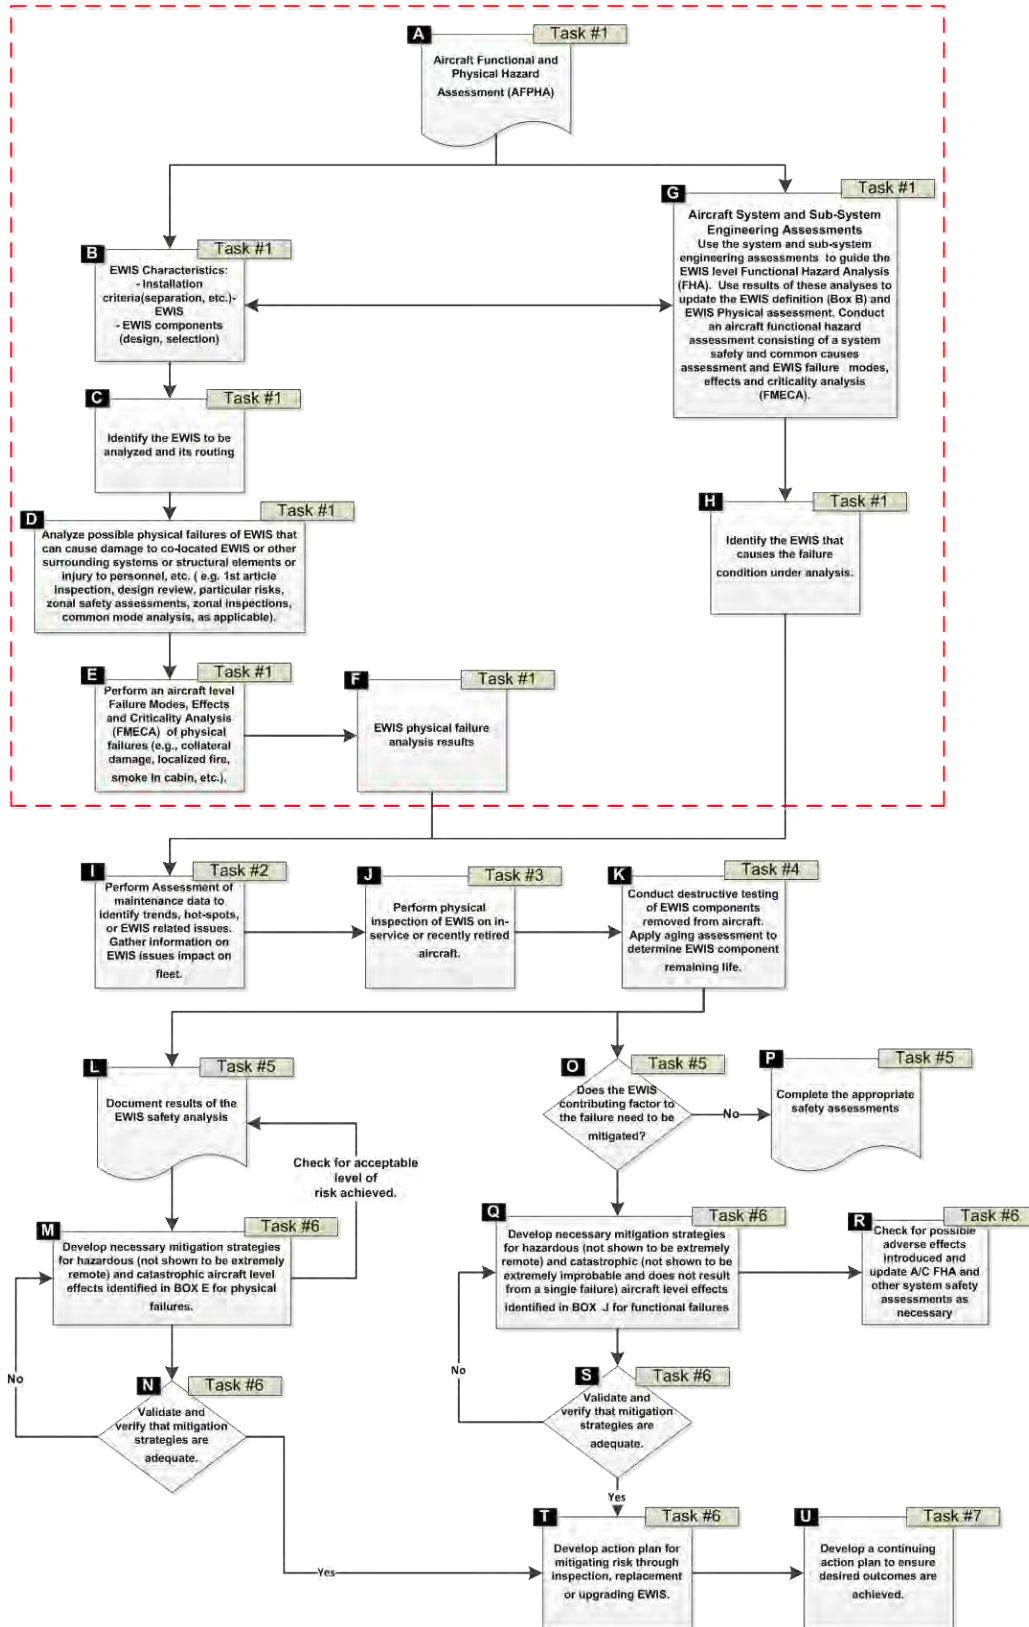 A
Task #1
Aircraft Functional and
Physical Hazard
Assessment (AFPHA)
B
Task #1
EWIS Characteristics:
- Installation
criteria(separation, etc.)-
EWIS
- EWIS components
(design, selection)
G
Task #1
Aircraft System and Sub-System
Engineering Assessments
Use the system and sub-system
engineering assessments to guide the
EWIS level Functional Hazard Analysis
(FHA). Use results of these analyses to
update the EWIS definition (Box B) and
EWIS Physical assessment. Conduct
an aircraft functional hazard
assessment consisting of a system
safety and common causes
assessment and EWIS failure modes,
effects and criticality analysis
(FMECA).
C
Task #1
Identify the EWIS to be
analyzed and its routing
D
Task #1
Analyze possible physical failures of EWIS that
can cause damage to co-located EWIS or other
surrounding systems or structural elements or
injury to personnel, etc. ( e.g. 1st article
inspection, design review, particular risks,
zonal safety assessments, zonal inspections,
common mode analysis, as applicable).
H
Task #1
Identify the EWIS that
causes the failure
condition under analysis.
E
Task #1
Perform an aircraft level
Failure Modes, Effects
and Criticality Analysis
(FMECA) of physical
failures (e.g., collateral
damage, localized fire,
smoke in cabin, etc.).
F
Task #1
EWIS physical failure
analysis results
I
Task #2
Perform Assessment of
maintenance data to
identify trends, hot-spots,
or EWIS related issues.
Gather information on
EWIS issues impact on
fleet.
J
Task #3
Perform physical
inspection of EWIS on in-
service or recently retired
aircraft.
K
Task #4
Conduct destructive testing
of EWIS components
removed from aircraft.
Apply aging assessment to
determine EWIS component
remaining life.
L
Task #5
Document results of the
EWIS safety analysis
O
Task #5
Does the EWIS
contributing factor to
the failure need to be
mitigated?
No
P
Task #5
Complete the appropriate
safety assessments
Check for acceptable
level of
risk achieved.
M
Task #6
Develop necessary mitigation strategies
for hazardous (not shown to be extremely
remote) and catastrophic aircraft level
effects identified in BOX E for physical
failures.
Q
Task #6
Develop necessary mitigation strategies
for hazardous (not shown to be extremely
remote) and catastrophic (not shown to be
extremely improbable and does not result
from a single failure) aircraft level effects
identified in BOX J for functional failures
R
Task #6
Check for possible
adverse effects
introduced and
update A/C FHA and
other system safety
assessments as
necessary
No
N
Task #6
Validate and
verify that mitigation
strategies are
adequate.
No
S
Task #6
Validate and
verify that mitigation
strategies are
adequate.
Yes
Yes
T
Task #6
Develop action plan for
mitigating risk through
inspection, replacement
or upgrading EWIS.
U
Task #7
Develop a continuing
action plan to ensure
desired outcomes are
achieved.